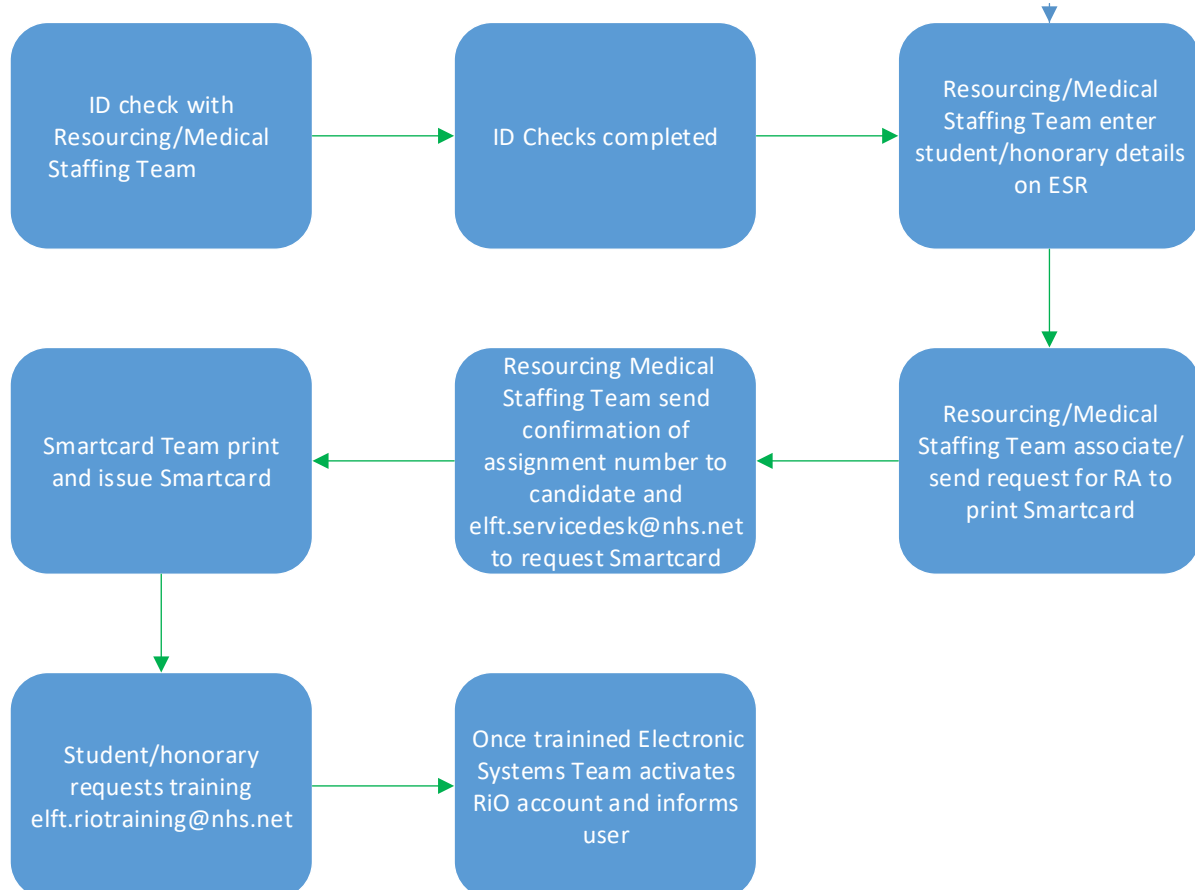 ID check with
Resourcing/Medical
Staffing Team
ID Checks completed
Resourcing/Medical
Staffing Team enter
student/honorary details
on ESR
Resourcing/Medical
Staffing Team associate/
send request for RA to
print Smartcard
Resourcing Medical
Staffing Team send
confirmation of
assignment number to
candidate and
elft.servicedesk@nhs.net
to request Smartcard
Smartcard Team print
and issue Smartcard
Student/honorary
requests training
elft.riotraining@nhs.net
Once trainined Electronic
Systems Team activates
RiO account and informs
user